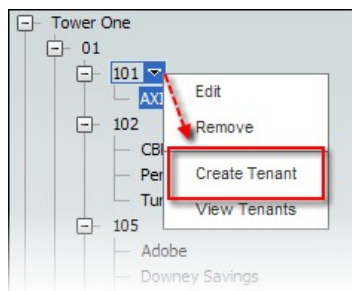 Tower One
01
101
Edit
102
Remove
Create Tenant
View Tenants
105
Adobe
Downey Savings